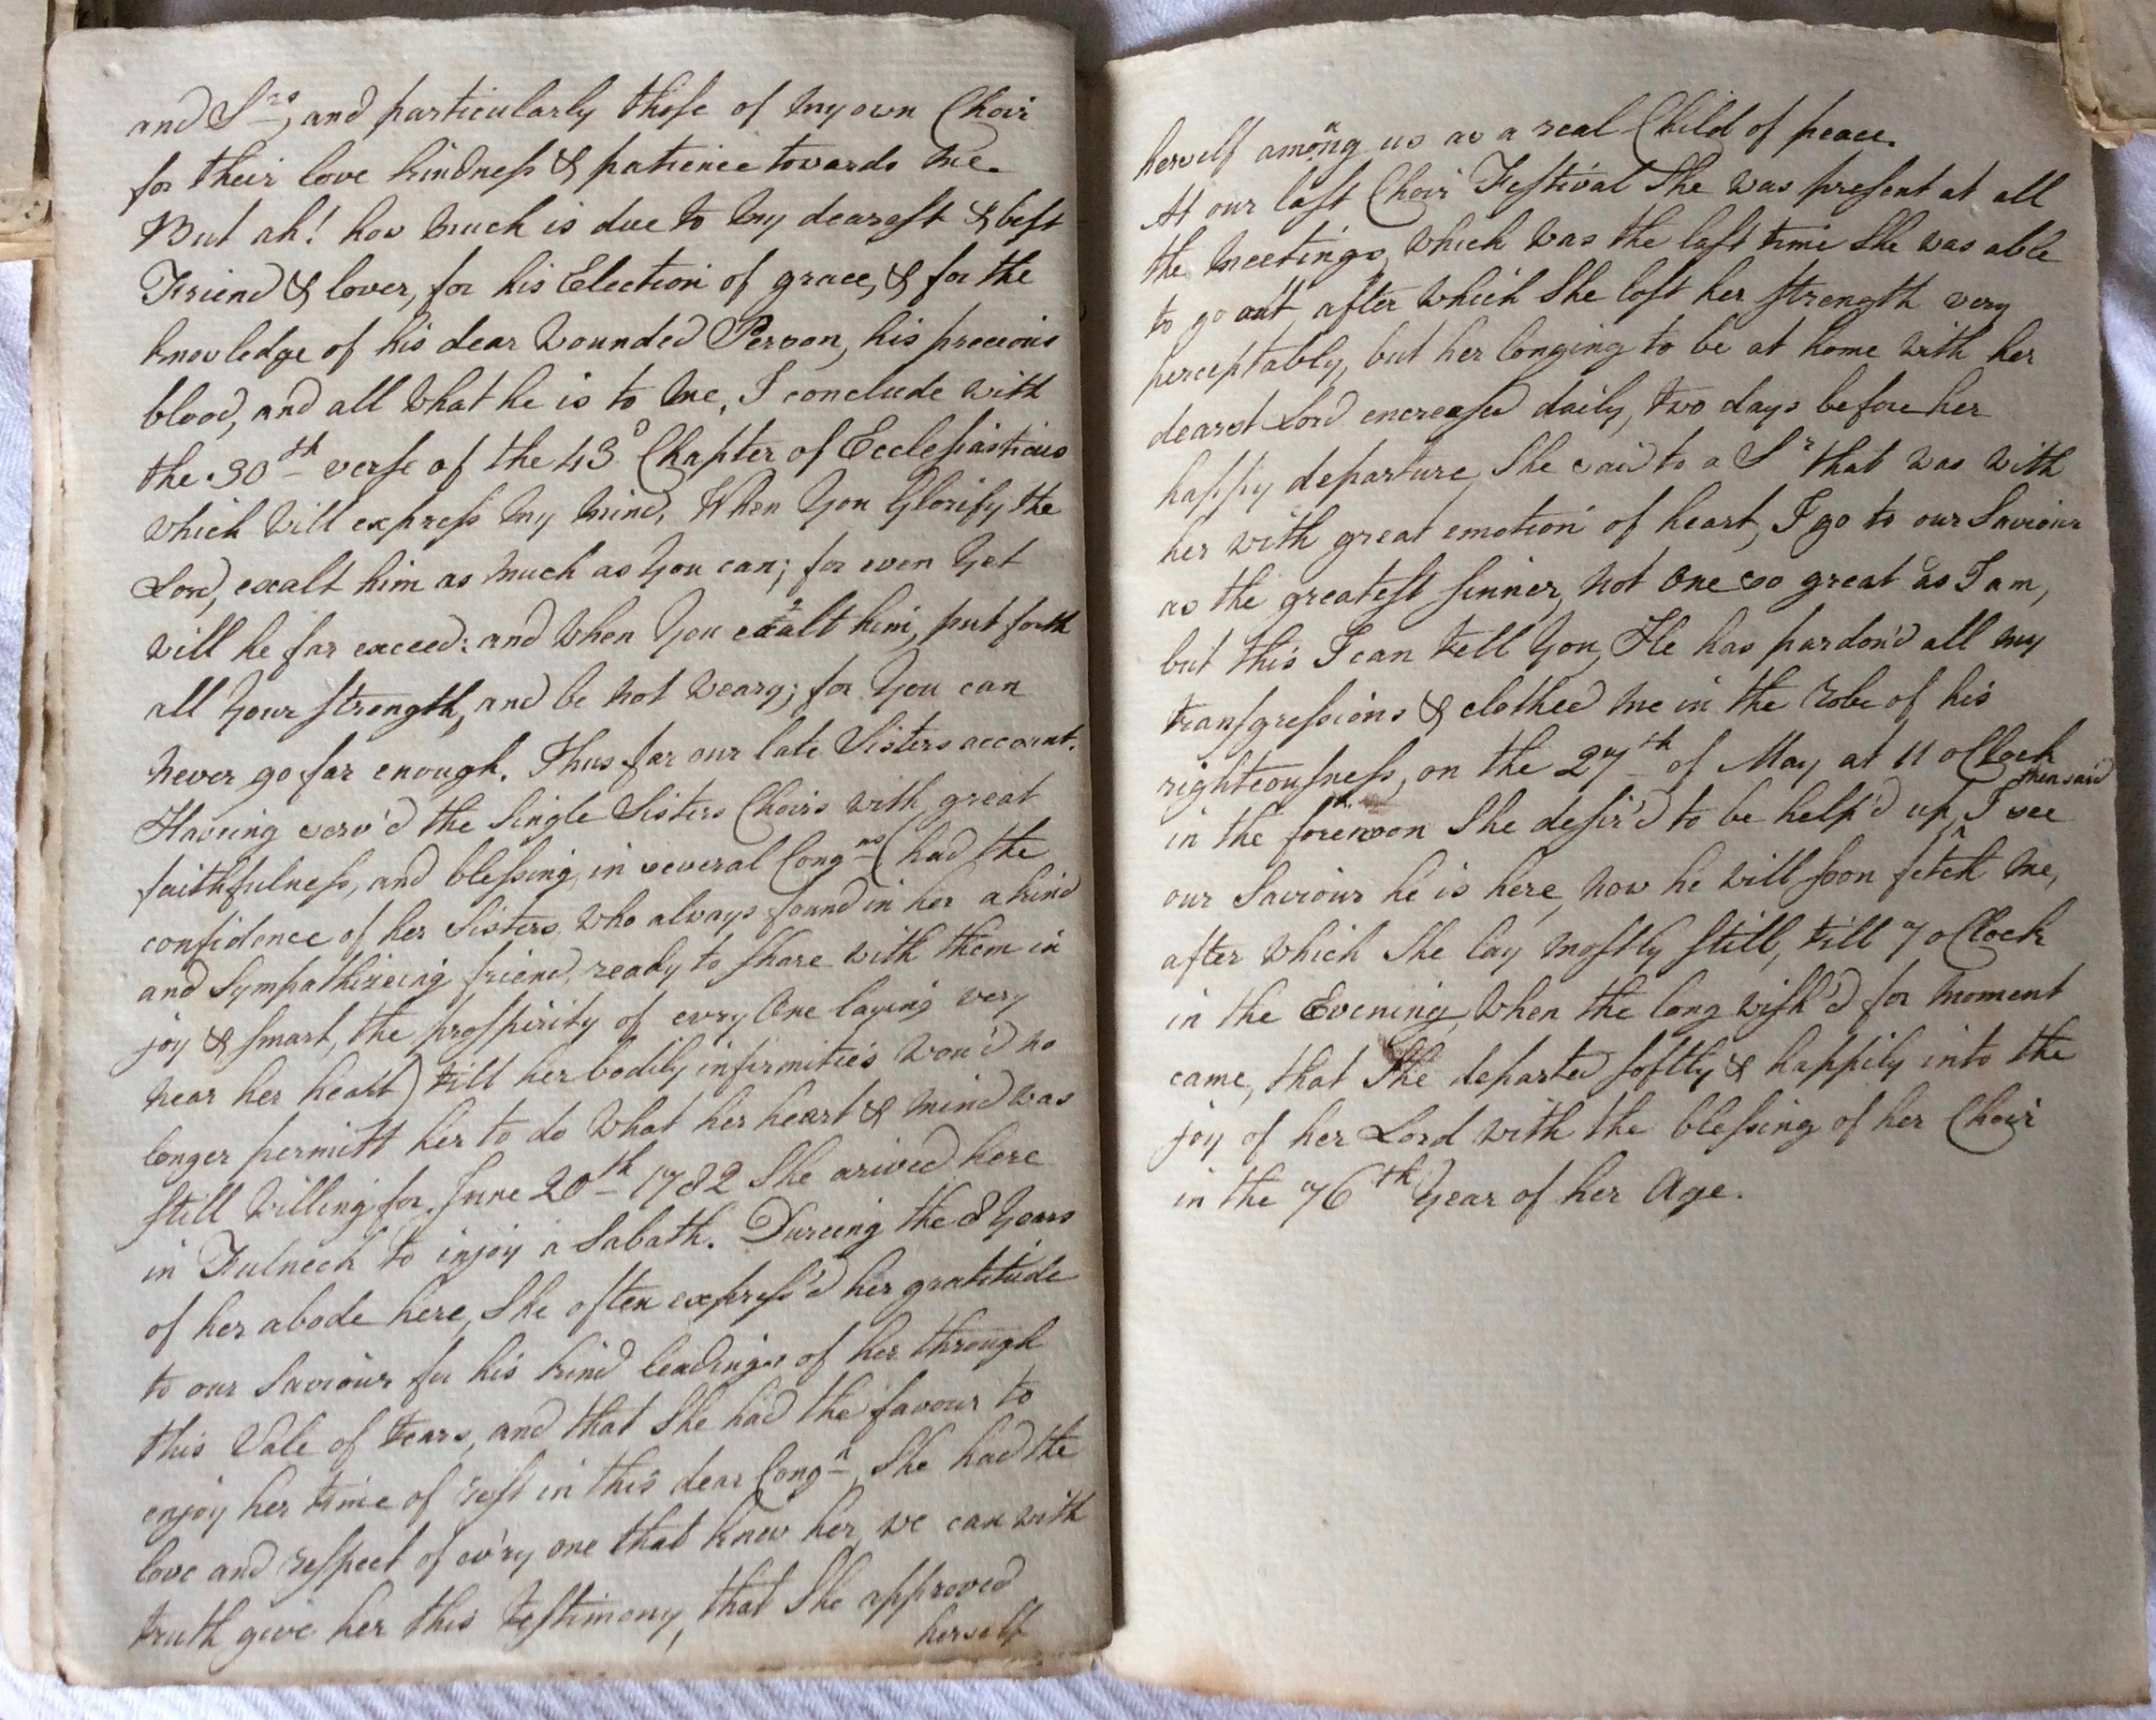 and Srs, and particularly those of my own Choir
for their love kindness & patience towards me.
But ah! how much is due to my dearest & best
Friend & lover, for his Election of grace, & for the
knowledge of his dear wounded Person, his precious
blood, and all what he is to me, I conclude with
the 30th verse of the 43d Chapter of Ecclesiasticus
which will express my mind, When you Glorify the
Lord, exalt him as much as you can; for even yet
will he far exceed: and when you exalt him, put forth
all your strength, and be not weary; for you can
never go far enough. Thus far our late Sisters account.
Haveing serv'd the Single Sisters Choirs with great
faithfulness, and blessing, in several Congns (had the
confidence of her Sisters, who always found in her a kind
and Sympathizeing friend, ready to share with them in
joy & smart, the prosperity of evry One laying very
near her heart) till her bodily infirmities wou'd no
longer permitt her to do what her heart & mind was
still willing for. June 20th 1782 She arived here
in Fulneck to injoy a Sabath. Dureing the 8 Years
of her abode here, She often express'd her gratitude
to our Saviour for his kind leadings of her through
this Vale of tears, and that She had the favour to
enjoy her time of rest in this dear Congn, She had the
love and respect of ev'ry one that knew her, we can with
truth give her this testimony, that She approved
herself
herself among us as a real Child of peace.
At our last Choir Festival She was present at all
the meetings, which was the last time She was able
to go out, after which She lost her strength very
perceptably, but her longing to be at home with her
dearest Lord encreased daily, two days before her
happy departure, She said to a Sr that was with
her with great emotion of heart, I go to our Saviour
as the greatest sinner, not one so great as I am,
but this I can tell you, He has pardon'd all my
transgressions & clothed me in the robe of his
righteousness, on the 27th of May at 11 oClock
in the forenoon She desir'd to be help'd up, then said I see
our Saviour he is here, now he will soon fetch me,
after which She lay mostly still, till 7 oClock
in the Evening, when the long wish'd for moment
came, that She departed softly & happily into the
joy of her Lord with the blessing of her Choir
in the 76th Year of her Age.